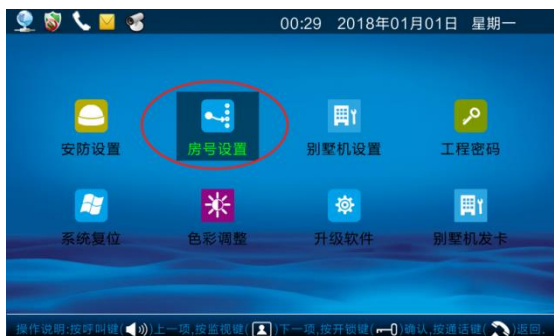 00:29 2018年01月01日 星期一
安防设置 房号设置 别墅机设置 工程密码
系统复位 色彩调整 升级软件 别墅机发卡
操作说明:按呼叫键( )上一项,按监视键( )下一项,按开锁键( )确认,按通话键( )返回